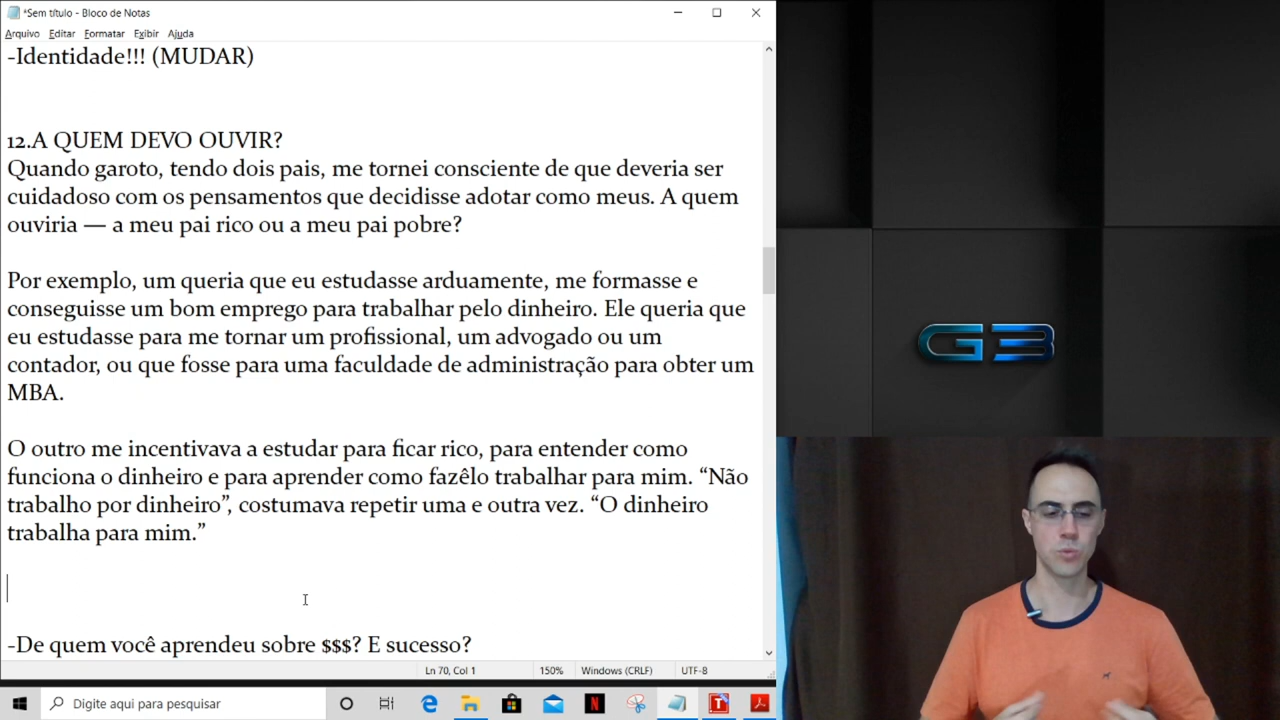 *Sem título - Bloco de Notas
Arquivo Editar Formatar Exibir Ajuda
-Identidade!!! (MUDAR)
12.A QUEM DEVO OUVIR?
Quando garoto, tendo dois pais, me tornei consciente de que deveria ser
cuidadoso com os pensamentos que decidisse adotar como meus. A quem
ouviria — a meu pai rico ou a meu pai pobre?
Por exemplo, um queria que eu estudasse arduamente, me formasse e
conseguisse um bom emprego para trabalhar pelo dinheiro. Ele queria que
eu estudasse para me tornar um profissional, um advogado ou um
contador, ou que fosse para uma faculdade de administração para obter um
MBA.
O outro me incentivava a estudar para ficar rico, para entender como
funciona o dinheiro e para aprender como fazêlo trabalhar para mim. “Não
trabalho por dinheiro”, costumava repetir uma e outra vez. “O dinheiro
trabalha para mim.”
-De quem você aprendeu sobre $$$? E sucesso?
Ln 70, Col 1 150% Windows (CRLF) UTF-8
Digite aqui para pesquisar
G3